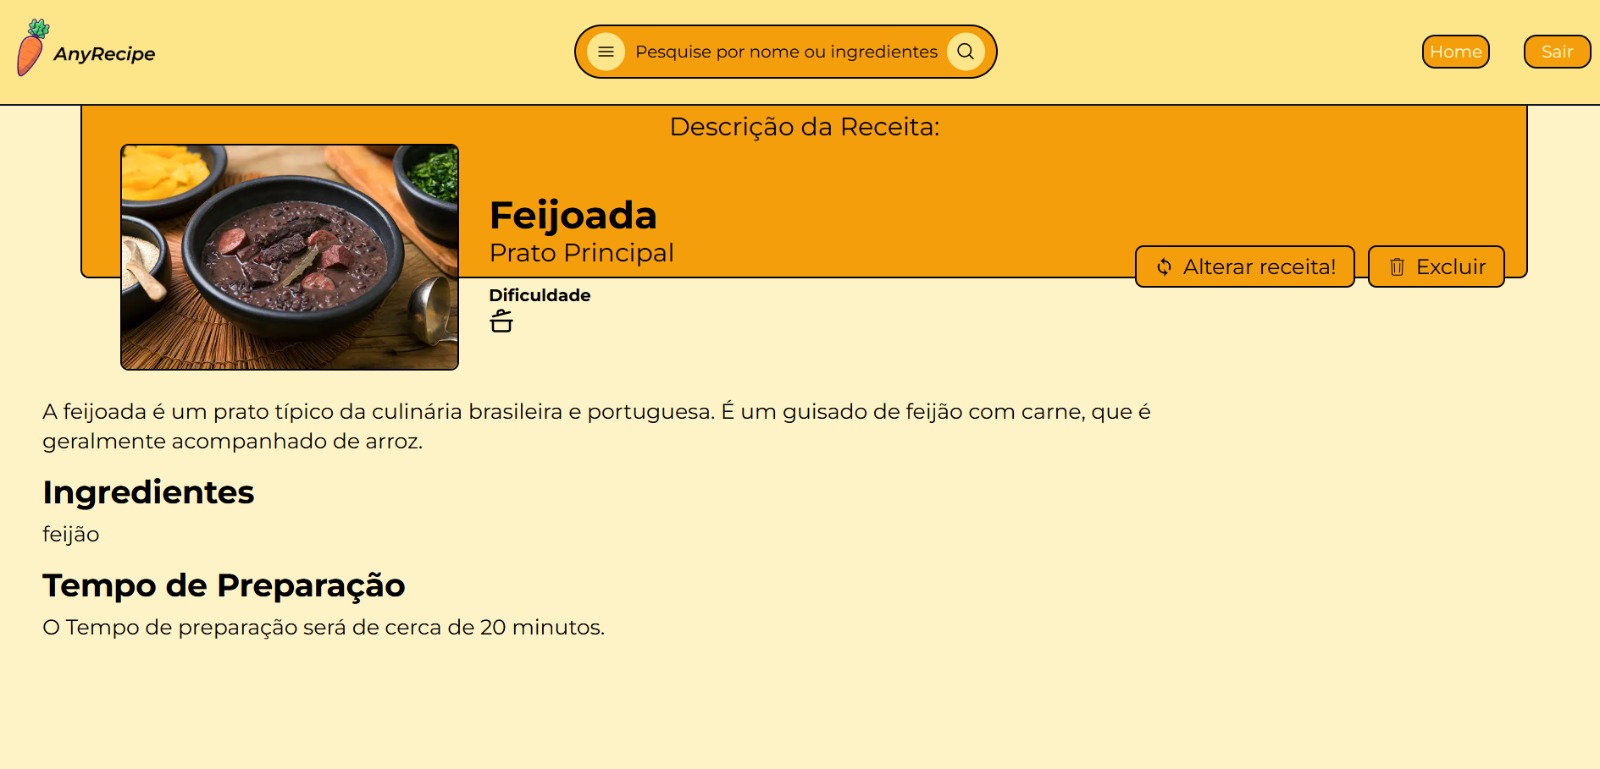 AnyRecipe
Pesquise por nome ou ingredientes
Home
Sair
Descrição da Receita:
Feijoada
Prato Principal
Alterar receita!
Excluir
Dificuldade
A feijoada é um prato típico da culinária brasileira e portuguesa. É um guisado de feijão com carne, que é
geralmente acompanhado de arroz.
Ingredientes
feijão
Tempo de Preparação
O Tempo de preparação será de cerca de 20 minutos.